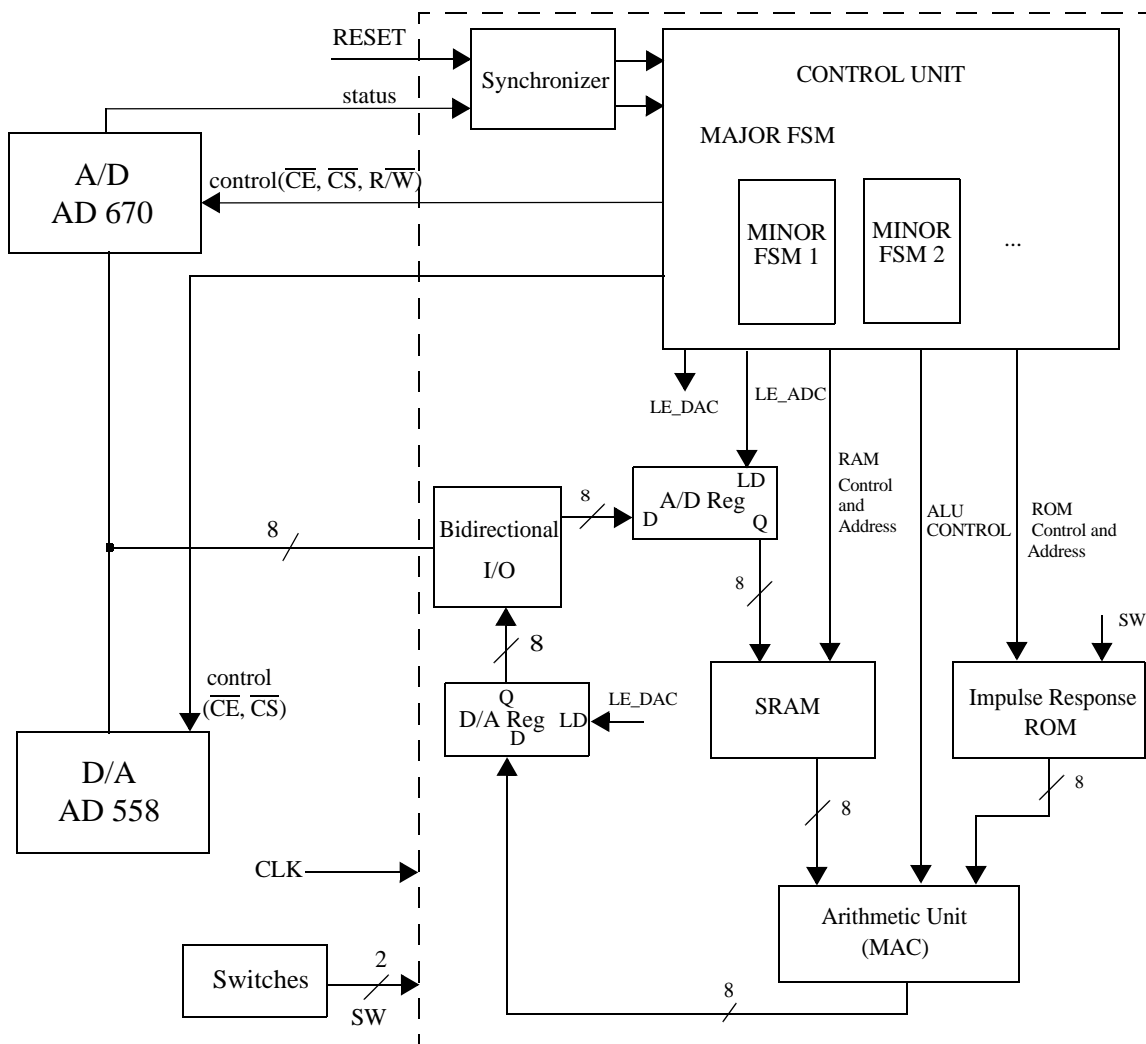 RESET
Synchronizer
CONTROL UNIT
status
MAJOR FSM
A/D
AD 670
control(CE, CS, R/W)
MINOR
FSM 1
MINOR
FSM 2
...
LE_DAC
LE_ADC
RAM
Control
and
Address
ALU
CONTROL
ROM
Control and
Address
LD
A/D Reg
D
Q
8
8
Bidirectional
I/O
8
8
SW
control
(CE, CS)
Q
D/A Reg
LD
D
LE_DAC
SRAM
Impulse Response
ROM
D/A
AD 558
8
8
CLK
Arithmetic Unit
(MAC)
Switches
2
SW
8